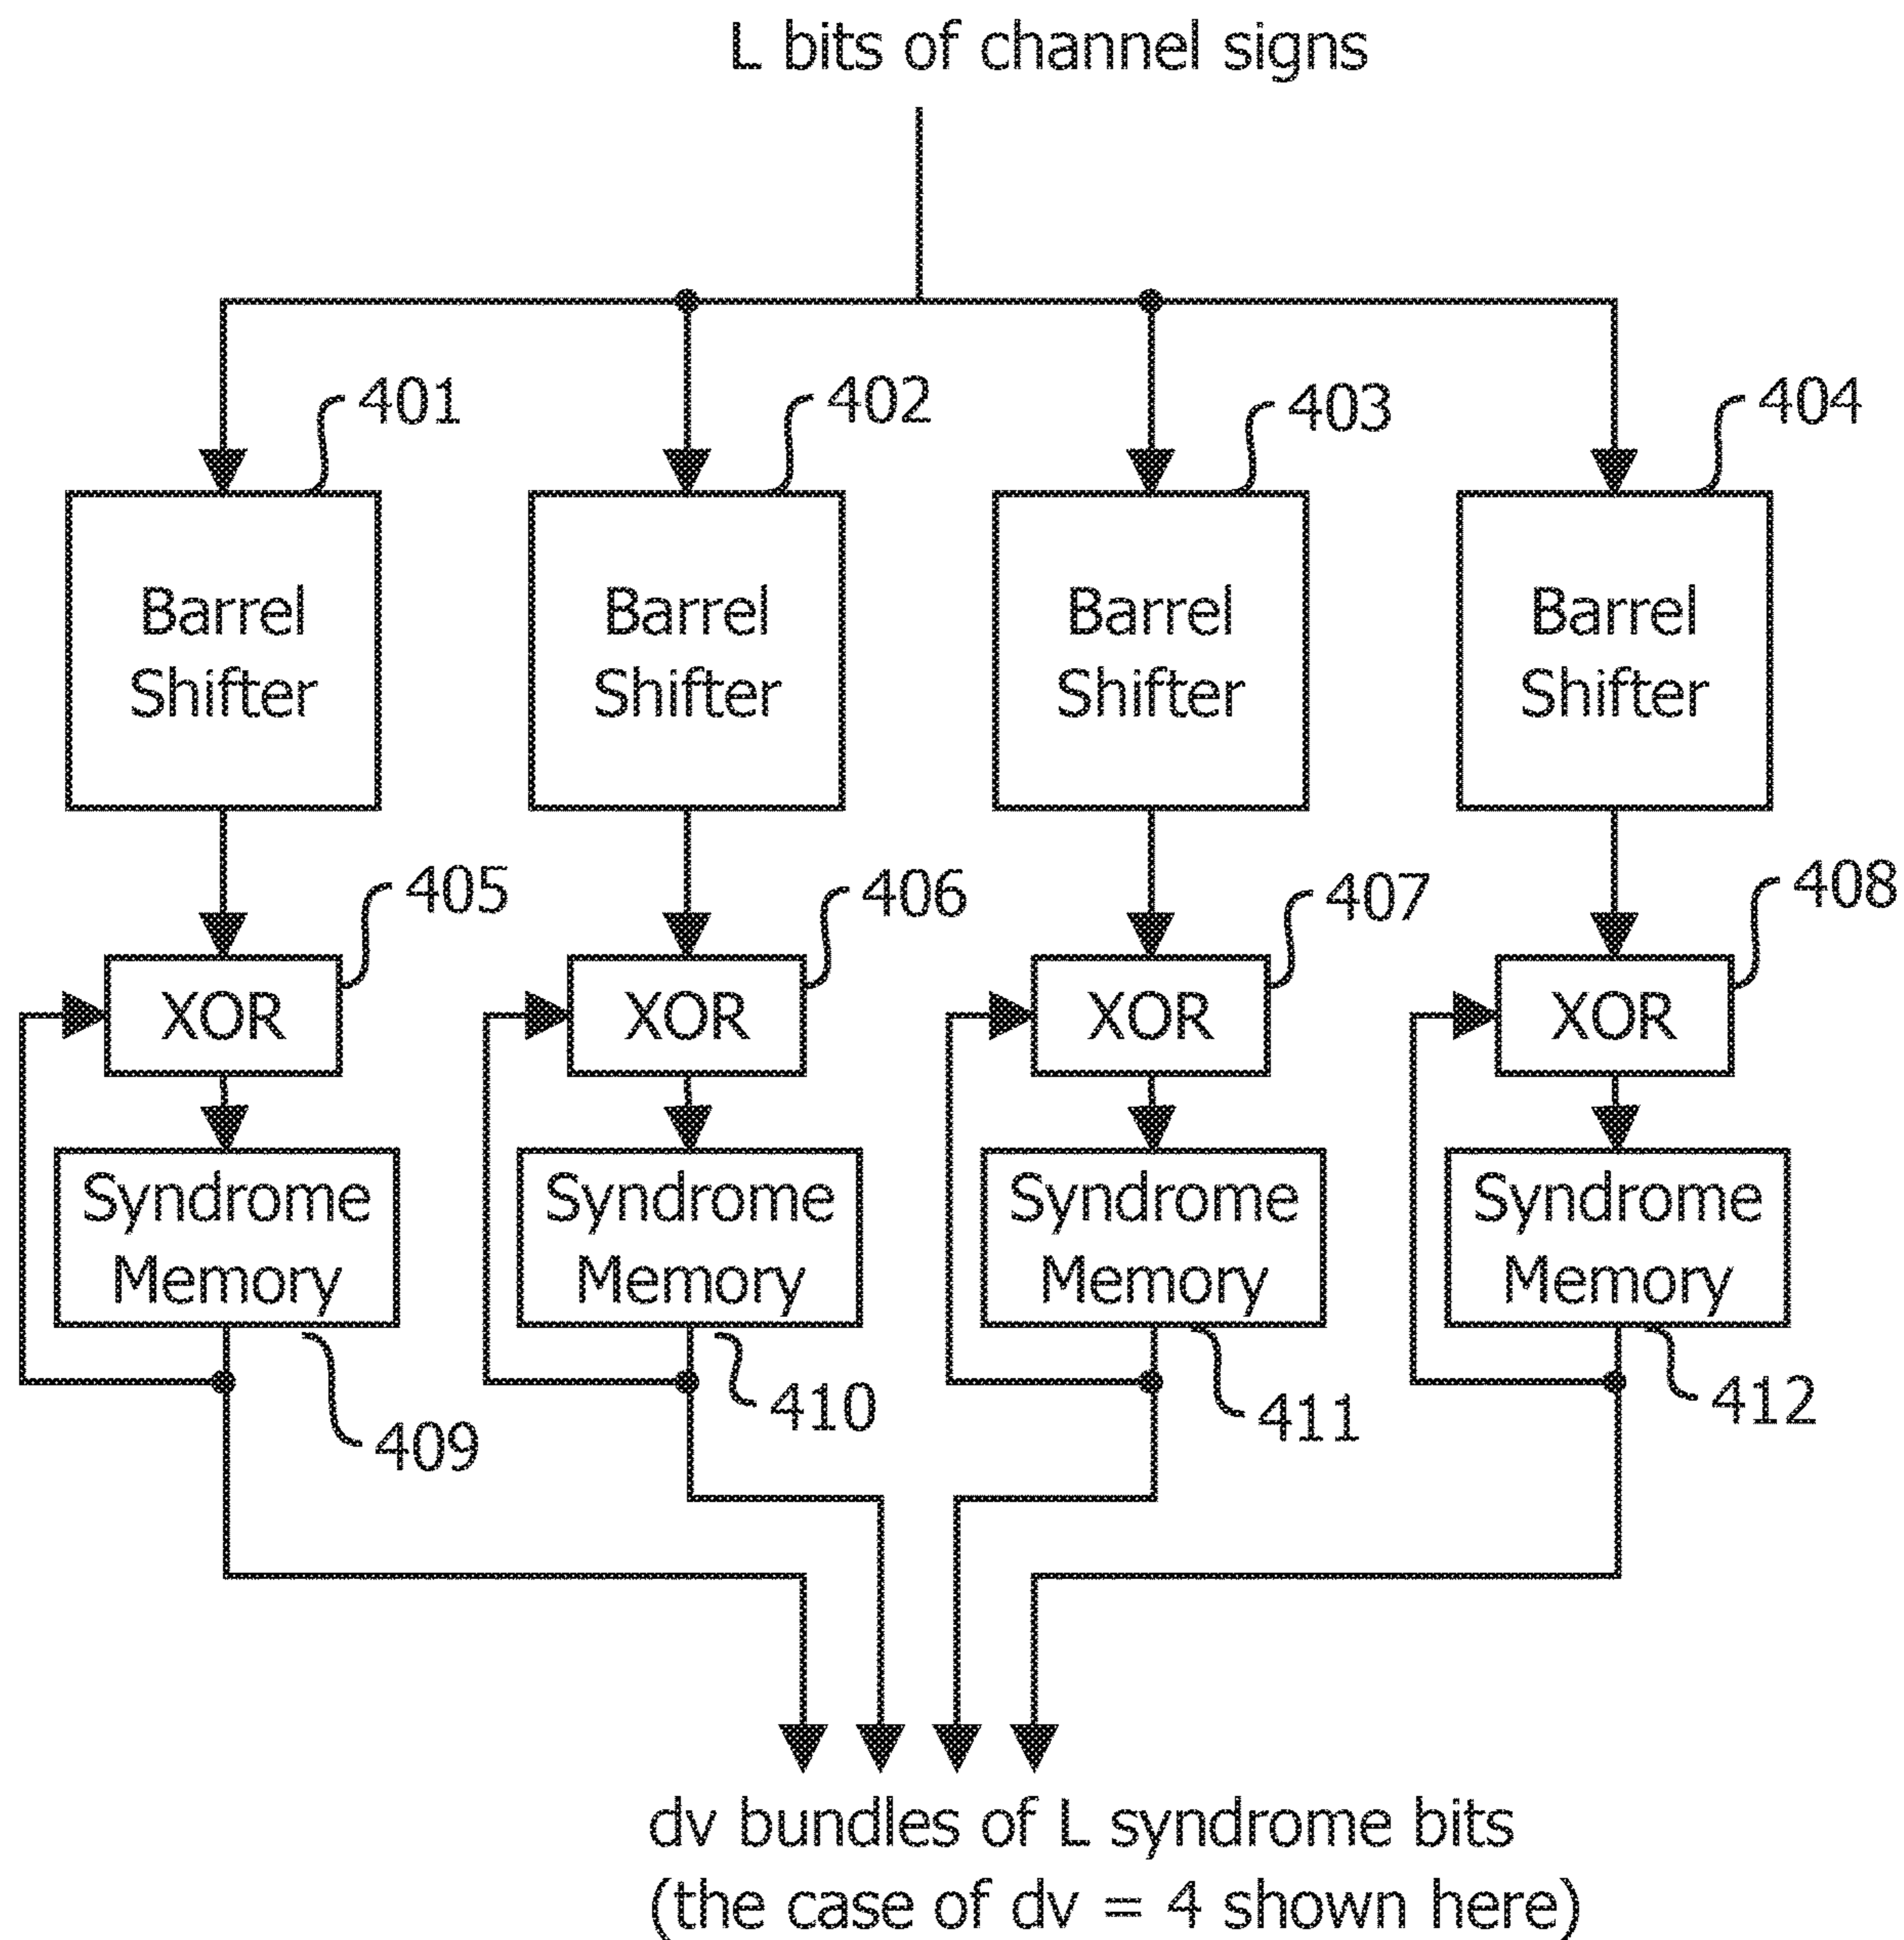 L bits of channel signs
401
402
403
404
Barrel
Shifter
Barrel
Shifter
Barrel
Shifter
Barrel
Shifter
405
406
407
408
XOR
XOR
XOR
XOR
Syndrome
Memory
Syndrome
Memory
Syndrome
Memory
Syndrome
Memory
409
410
411
412
dv bundles of L syndrome bits
(the case of dv = 4 shown here)